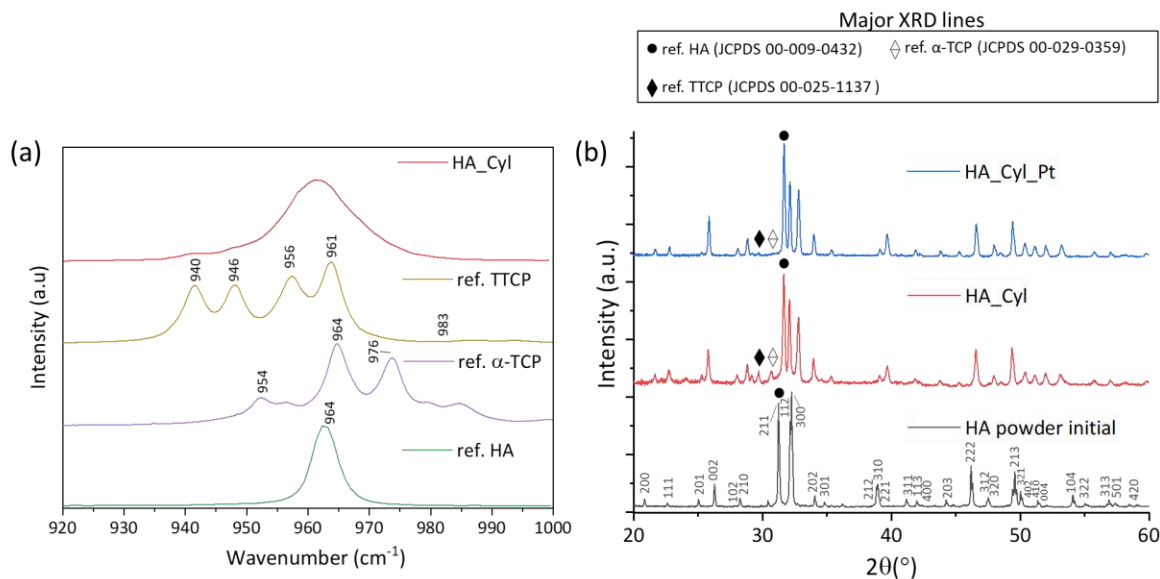 Major XRD lines
ref. HA (JCPDS 00-009-0432) ref. α-TCP (JCPDS 00-029-0359)
ref. TTCP (JCPDS 00-025-1137 )
(a)
Intensity (a.u)
HA_Cyl
940 946 956 961 983
ref. TTCP
954 964 976
ref. α-TCP
964
ref. HA
920 930 940 950 960 970 980 990 1000
Wavenumber (cm-1)
(b)
Intensity (a.u.)
HA_Cyl_Pt
HA_Cyl
HA powder initial
200 111 201 002 102 210 211 112 300 202 301 212 310 221 311 113 400 203 222 312 320 213 321 410 004 104 322 313 501 420
20 30 40 50 60
2θ(°)